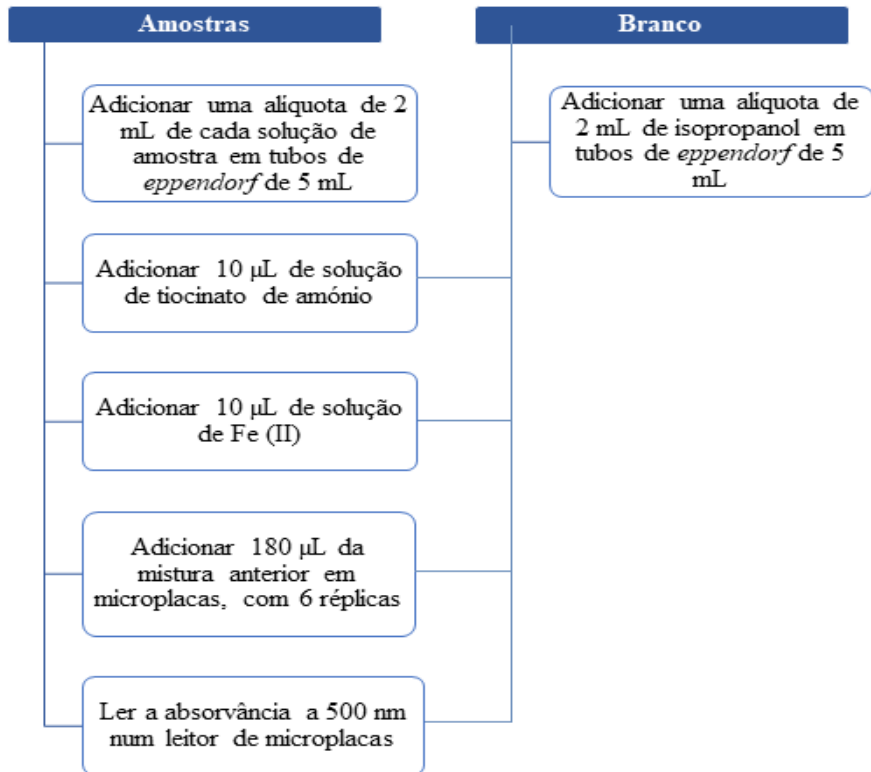 Amostras
Branco
Adicionar uma alíquota de 2
mL de cada solução de
amostra em tubos de
eppendorf de 5 mL
Adicionar uma alíquota de
2 mL de isopropanol em
tubos de eppendorf de 5
mL
Adicionar 10 µL de solução
de tiocinato de amónio
Adicionar 10 µL de solução
de Fe (II)
Adicionar 180 µL da
mistura anterior em
microplacas, com 6 réplicas
Ler a absorvância a 500 nm
num leitor de microplacas